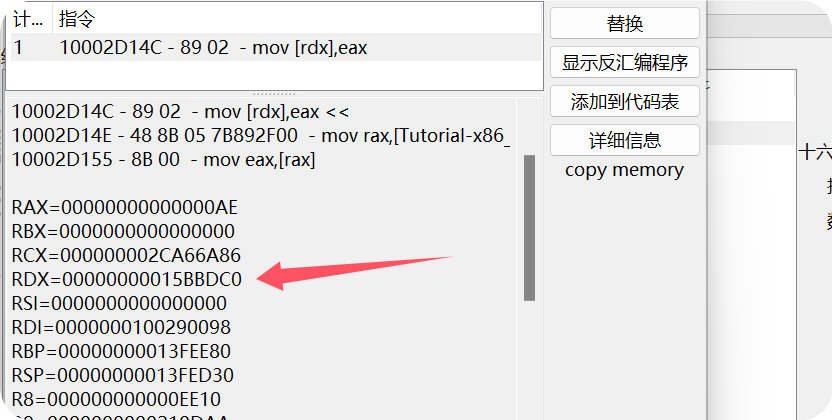 计... 指令
1 10002D14C - 89 02 - mov [rdx],eax
替换
显示反汇编程序
添加到代码表
详细信息
copy memory
10002D14C - 89 02 - mov [rdx],eax <<
10002D14E - 48 8B 05 7B892F00 - mov rax,[Tutorial-x86_
10002D155 - 8B 00 - mov eax,[rax]
RAX=00000000000000AE
RBX=0000000000000000
RCX=000000002CA66A86
RDX=00000000015BBDC0
RSI=0000000000000000
RDI=0000000100290098
RBP=00000000013FEE80
RSP=00000000013FED30
R8=000000000000EE10
十六